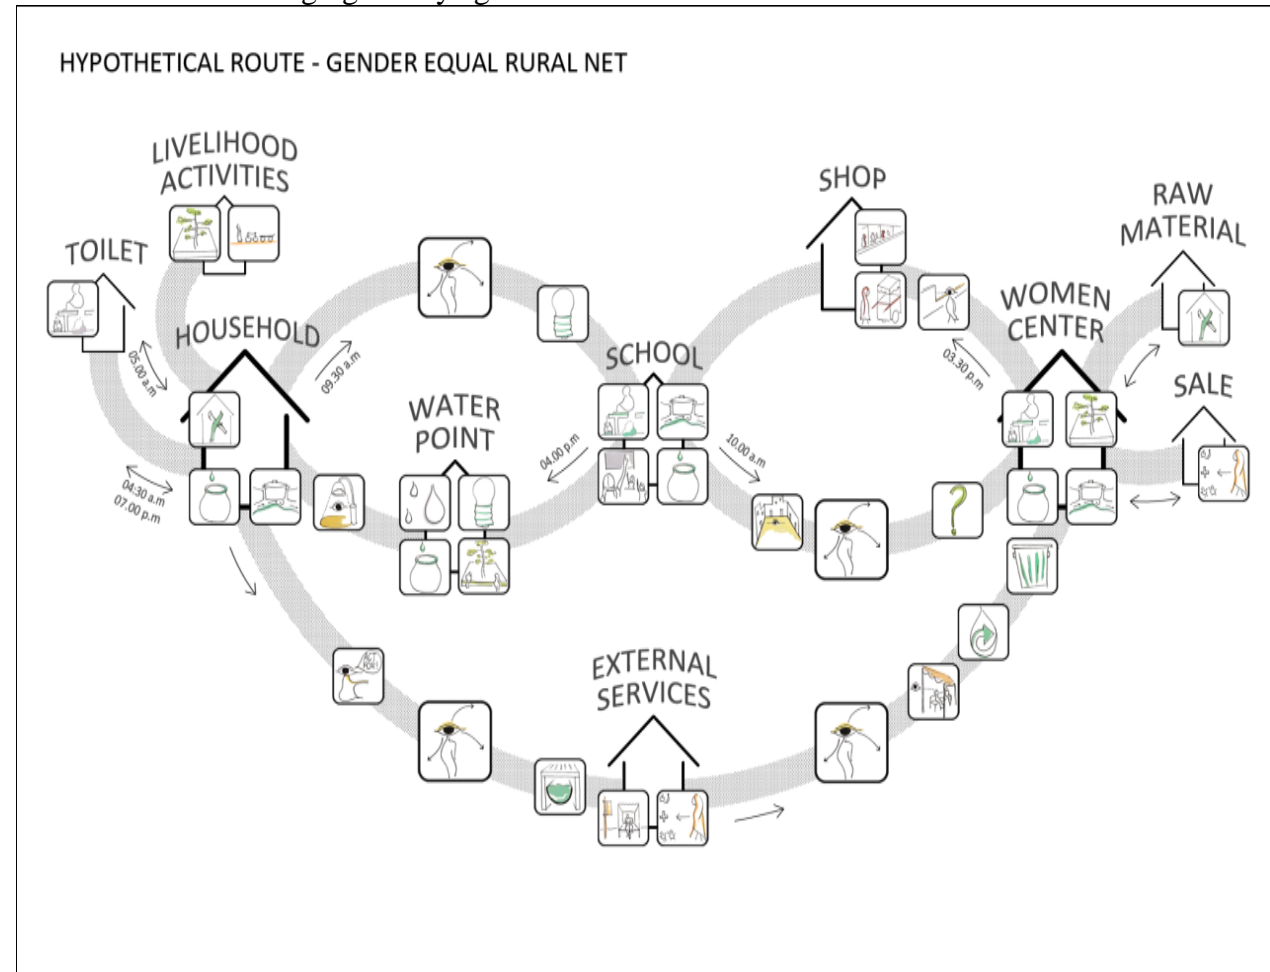 HYPOTHETICAL ROUTE - GENDER EQUAL RURAL NET
LIVELIHOOD
ACTIVITIES
TOILET
HOUSEHOLD
05.00 a.m
04:30 a.m
07.00 p.m
09.30 a.m
WATER
POINT
SCHOOL
04.00 p.m
10.00 a.m
SHOP
03.30 p.m
WOMEN
CENTER
RAW
MATERIAL
SALE
EXTERNAL
SERVICES